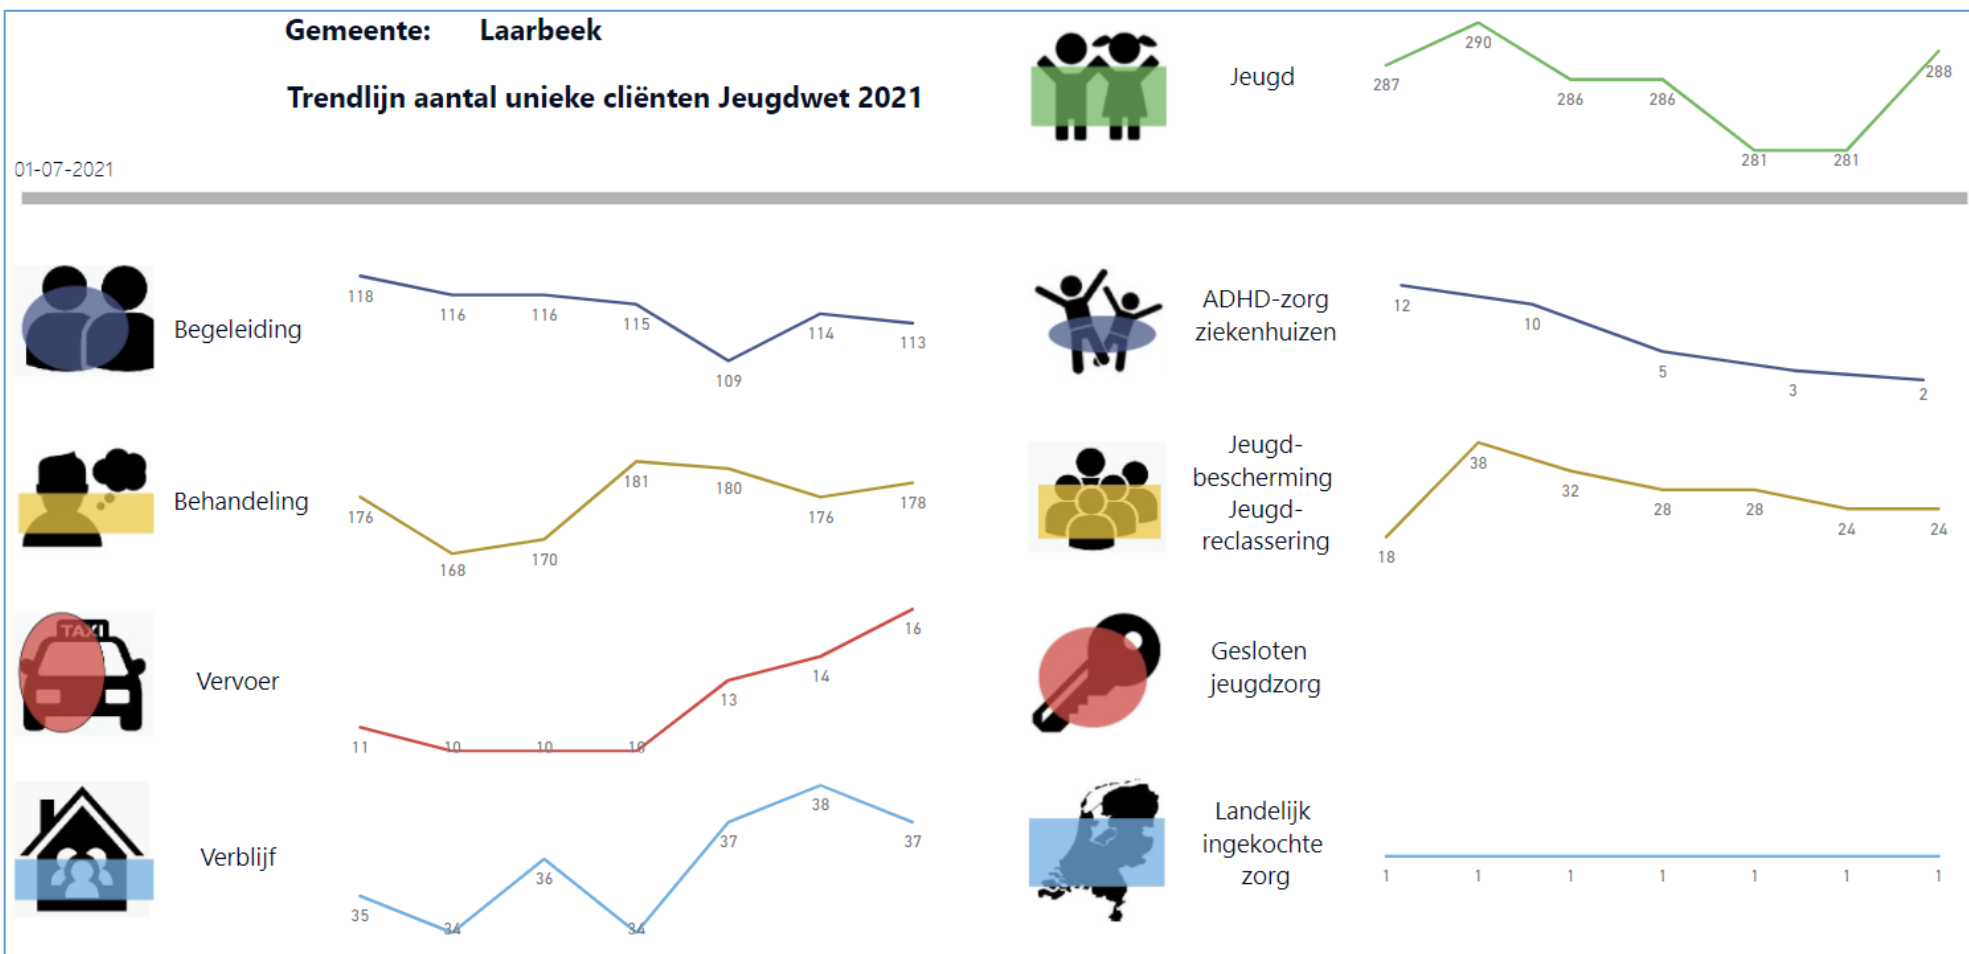 Gemeente: Laarbeek
Trendlijn aantal unieke cliënten Jeugdwet 2021
01-07-2021
Jeugd
287 290 286 286 281 281 288
Begeleiding
118 116 116 115 109 114 113
ADHD-zorg
ziekenhuizen
12 10 5 3 2
Behandeling
176 168 170 181 180 176 178
Jeugd-
bescherming
Jeugd-
reclassering
18 38 32 28 28 24 24
TAXI
Vervoer
11 10 10 10 13 14 16
Gesloten
jeugdzorg
Verblijf
35 34 36 34 37 38 37
Landelijk
ingekochte
zorg
1 1 1 1 1 1 1